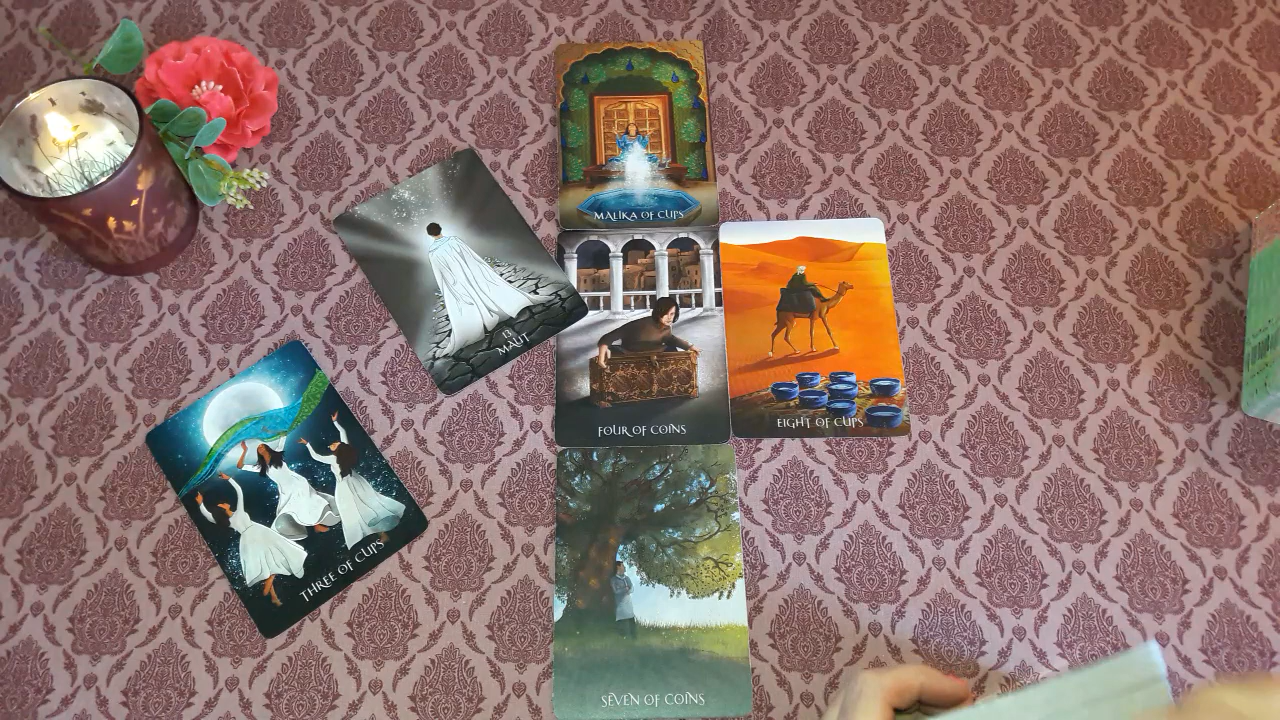 MALIKA OF CUPS
13
MAUT
FOUR OF COINS
EIGHT OF CUPS
THREE OF CUPS
SEVEN OF COINS